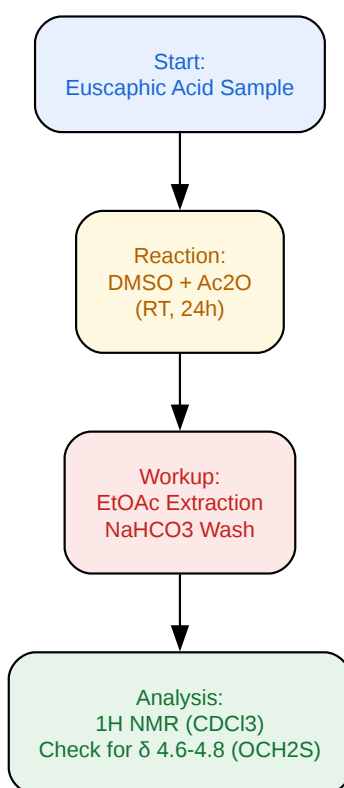 Start:
Euscaphic Acid Sample
Reaction:
DMSO + Ac2O
(RT, 24h)
Workup:
EtOAc Extraction
NaHCO3 Wash
Analysis:
1H NMR (CDCl3)
Check for δ 4.6-4.8 (OCH2S)